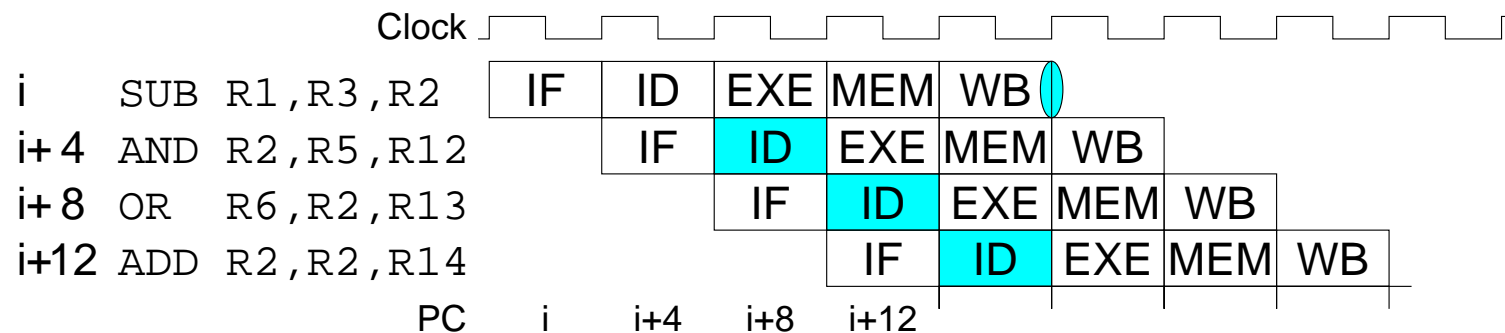 Clock
i SUB R1,R3,R2 IF ID EXE MEM WB
i+4 AND R2,R5,R12 IF ID EXE MEM WB
i+8 OR R6,R2,R13 IF ID EXE MEM WB
i+12 ADD R2,R2,R14 IF ID EXE MEM WB
PC i i+4 i+8 i+12